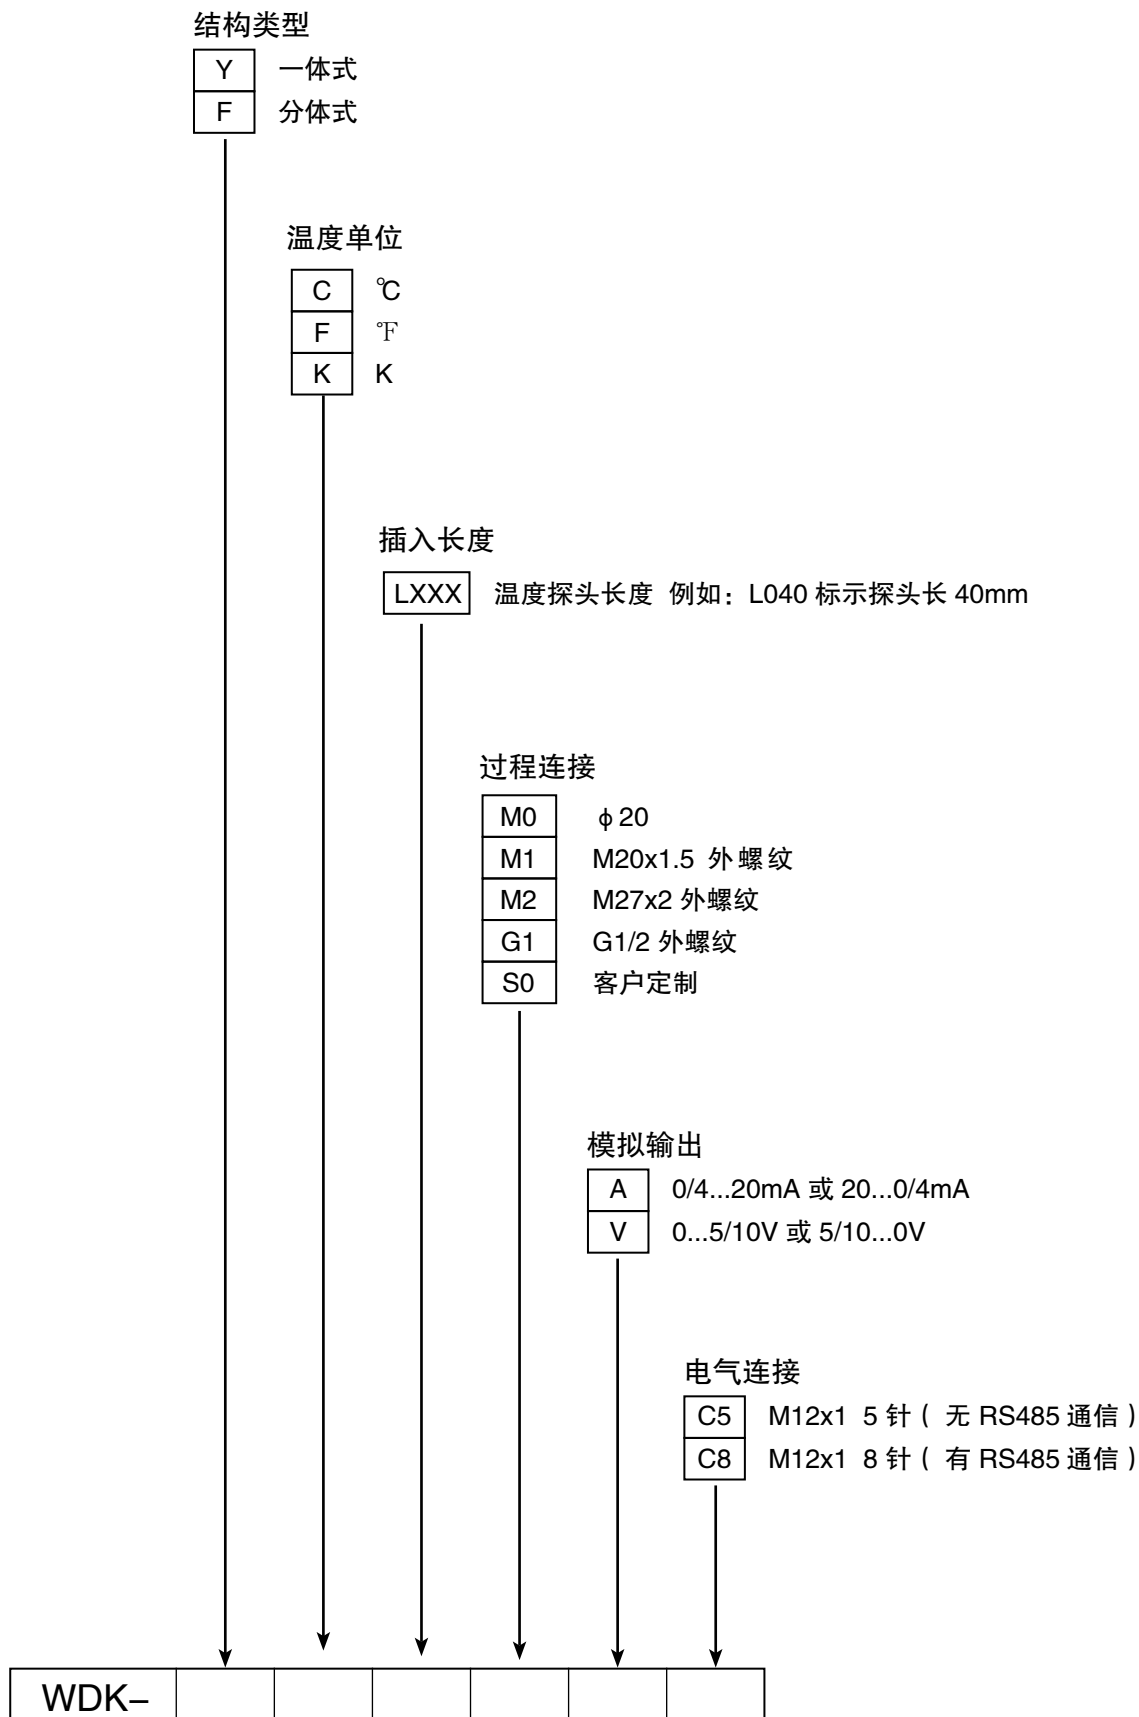 结构类型
Y 一体式
F 分体式
温度单位
C ℃
F ℉
K K
插入长度
LXXX 温度探头长度 例如：L040 标示探头长 40mm
过程连接
M0 ϕ20
M1 M20x1.5 外螺纹
M2 M27x2 外螺纹
G1 G1/2 外螺纹
S0 客户定制
模拟输出
A 0/4...20mA 或 20...0/4mA
V 0...5/10V 或 5/10...0V
电气连接
C5 M12x1 5 针（ 无 RS485 通信）
C8 M12x1 8 针（ 有 RS485 通信）
WDK–